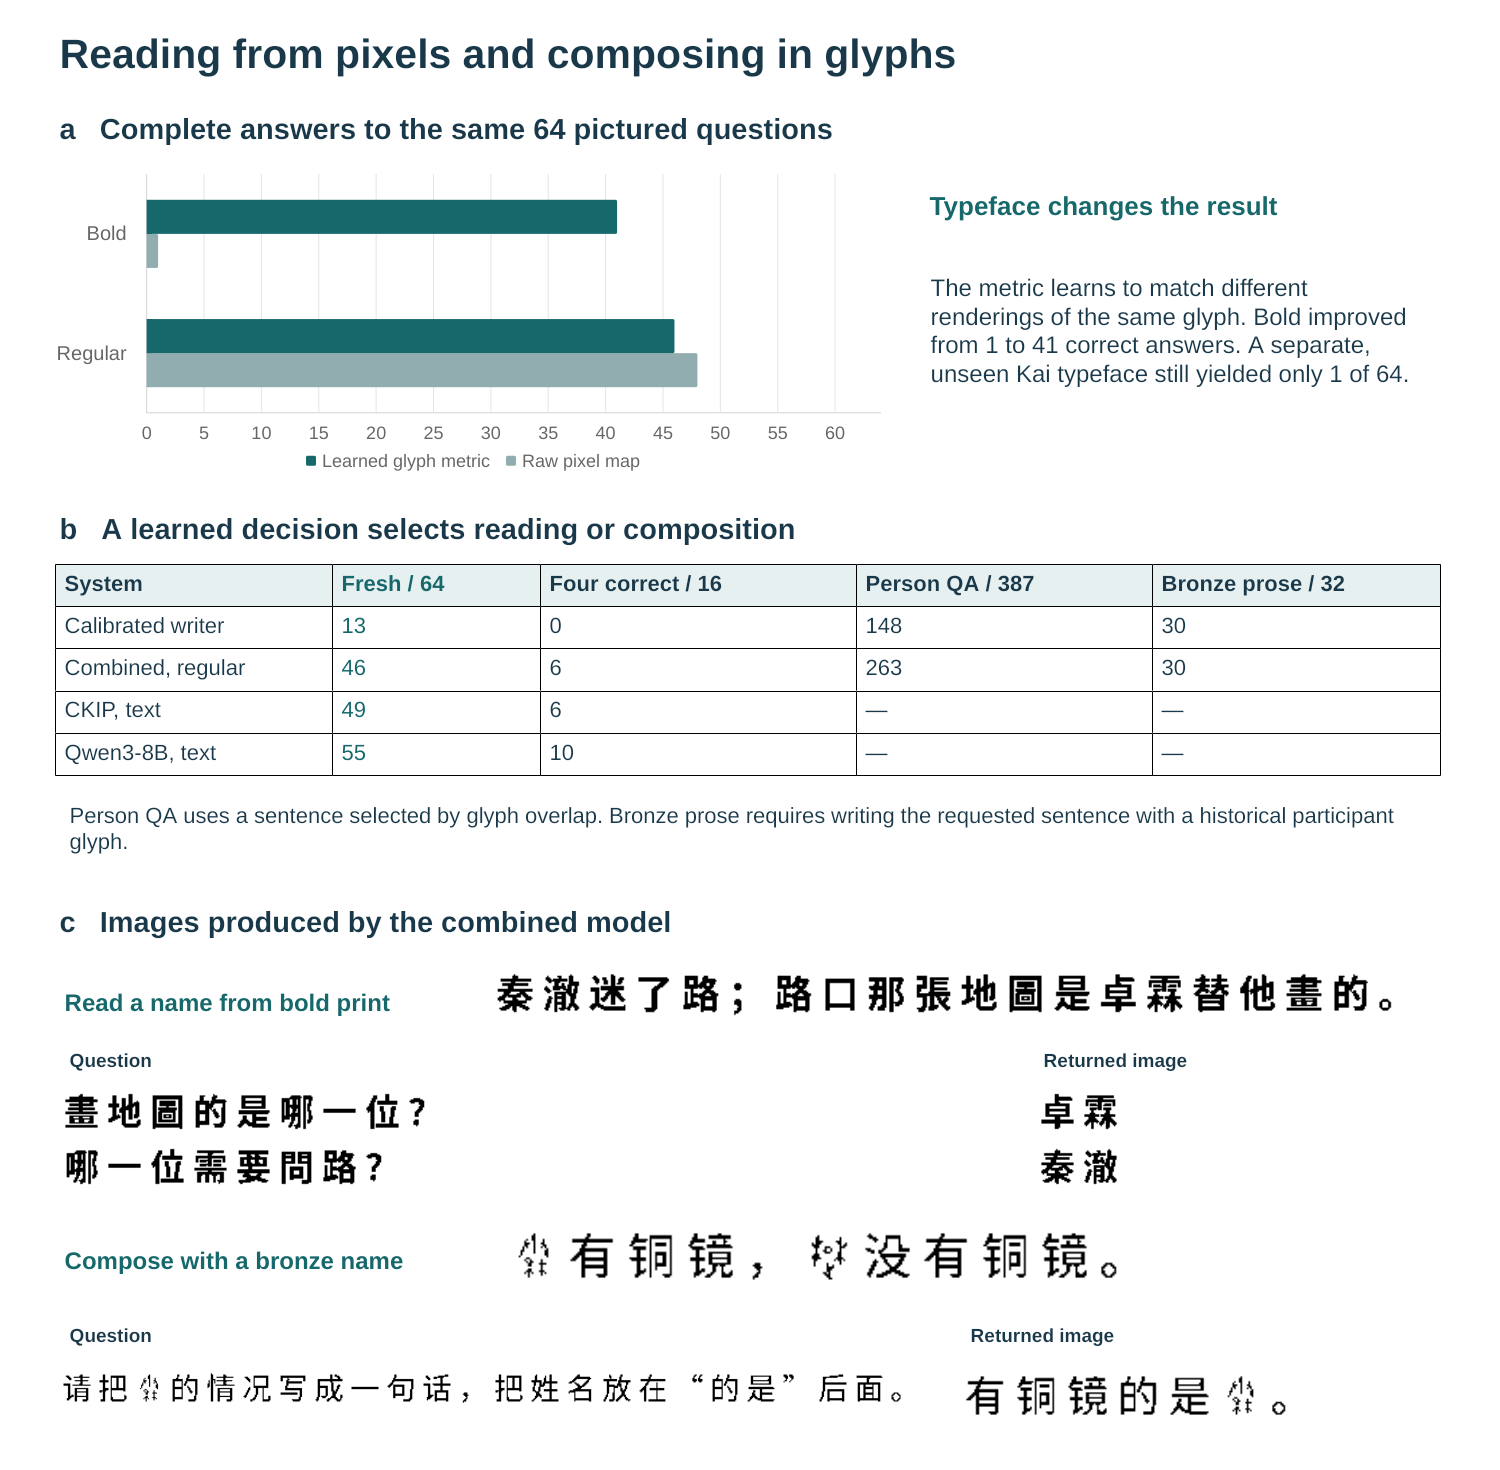 Reading from pixels and composing in glyphs
a Complete answers to the same 64 pictured questions
Bold
Regular
0 5 10 15 20 25 30 35 40 45 50 55 60
Learned glyph metric Raw pixel map
Typeface changes the result
The metric learns to match different
renderings of the same glyph. Bold improved
from 1 to 41 correct answers. A separate,
unseen Kai typeface still yielded only 1 of 64.
b A learned decision selects reading or composition
System Fresh / 64 Four correct / 16 Person QA / 387 Bronze prose / 32
Calibrated writer 13 0 148 30
Combined, regular 46 6 263 30
CKIP, text 49 6 — —
Qwen3-8B, text 55 10 — —
Person QA uses a sentence selected by glyph overlap. Bronze prose requires writing the requested sentence with a historical participant
glyph.
c Images produced by the combined model
Read a name from bold print
秦澈迷了路；路口那張地圖是卓霖替他畫的。
Question
Returned image
畫地圖的是哪一位？
卓霖
哪一位需要問路？
秦澈
Compose with a bronze name
有铜镜，没有铜镜。
Question
Returned image
请把的情况写成一句话，把姓名放在“的是”后面。
有铜镜的是。